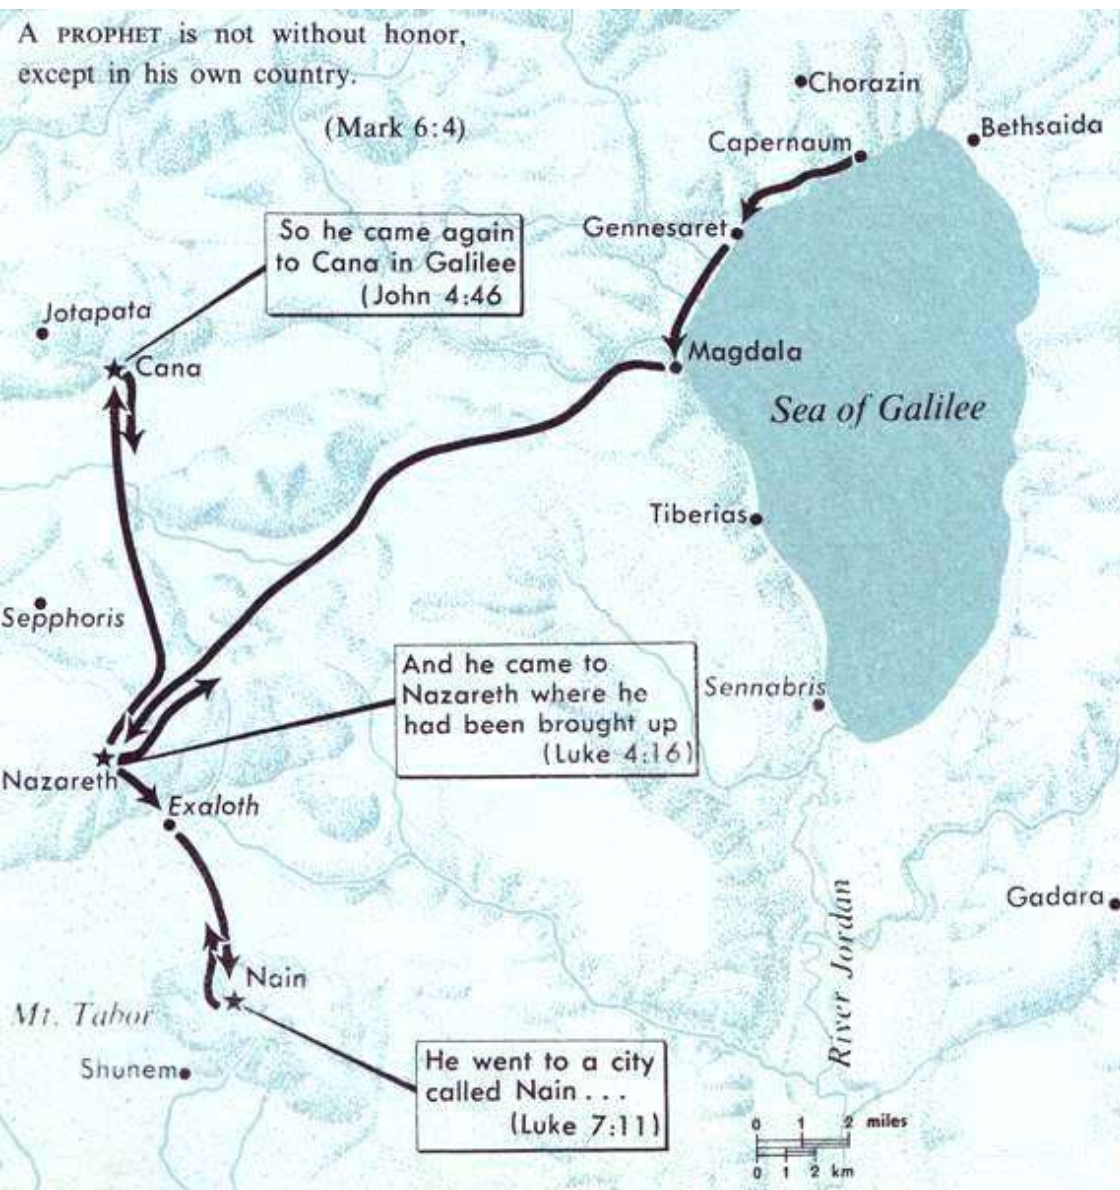 A PROPHET is not without honor,
except in his own country.
(Mark 6:4)
Chorazin
Bethsaida
Capernaum
Gennesaret
So he came again
to Cana in Galilee
(John 4:46
Jotapata
Cana
Magdala
Sea of Galilee
Tiberias
Sepphoris
And he came to
Nazareth where he
had been brought up
(Luke 4:16)
Sennabris
Nazareth
Exaloth
Gadara
River Jordan
Nain
Mt. Tabor
Shunem
He went to a city
called Nain . . .
(Luke 7:11)
0 1 2 miles
0 1 2 km